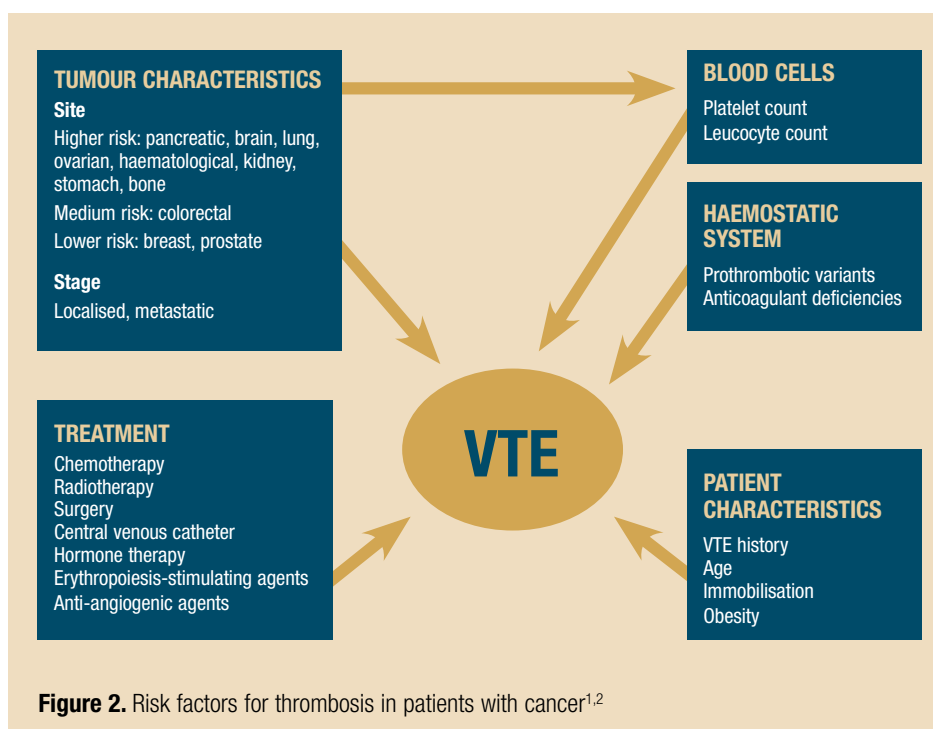 TUMOUR CHARACTERISTICS
Site
Higher risk: pancreatic, brain, lung,
ovarian, haematological, kidney,
stomach, bone
Medium risk: colorectal
Lower risk: breast, prostate
Stage
Localised, metastatic
BLOOD CELLS
Platelet count
Leucocyte count
HAEMOSTATIC
SYSTEM
Prothrombotic variants
Anticoagulant deficiencies
VTE
TREATMENT
Chemotherapy
Radiotherapy
Surgery
Central venous catheter
Hormone therapy
Erythropoiesis-stimulating agents
Anti-angiogenic agents
PATIENT
CHARACTERISTICS
VTE history
Age
Immobilisation
Obesity
Figure 2. Risk factors for thrombosis in patients with cancer1,2